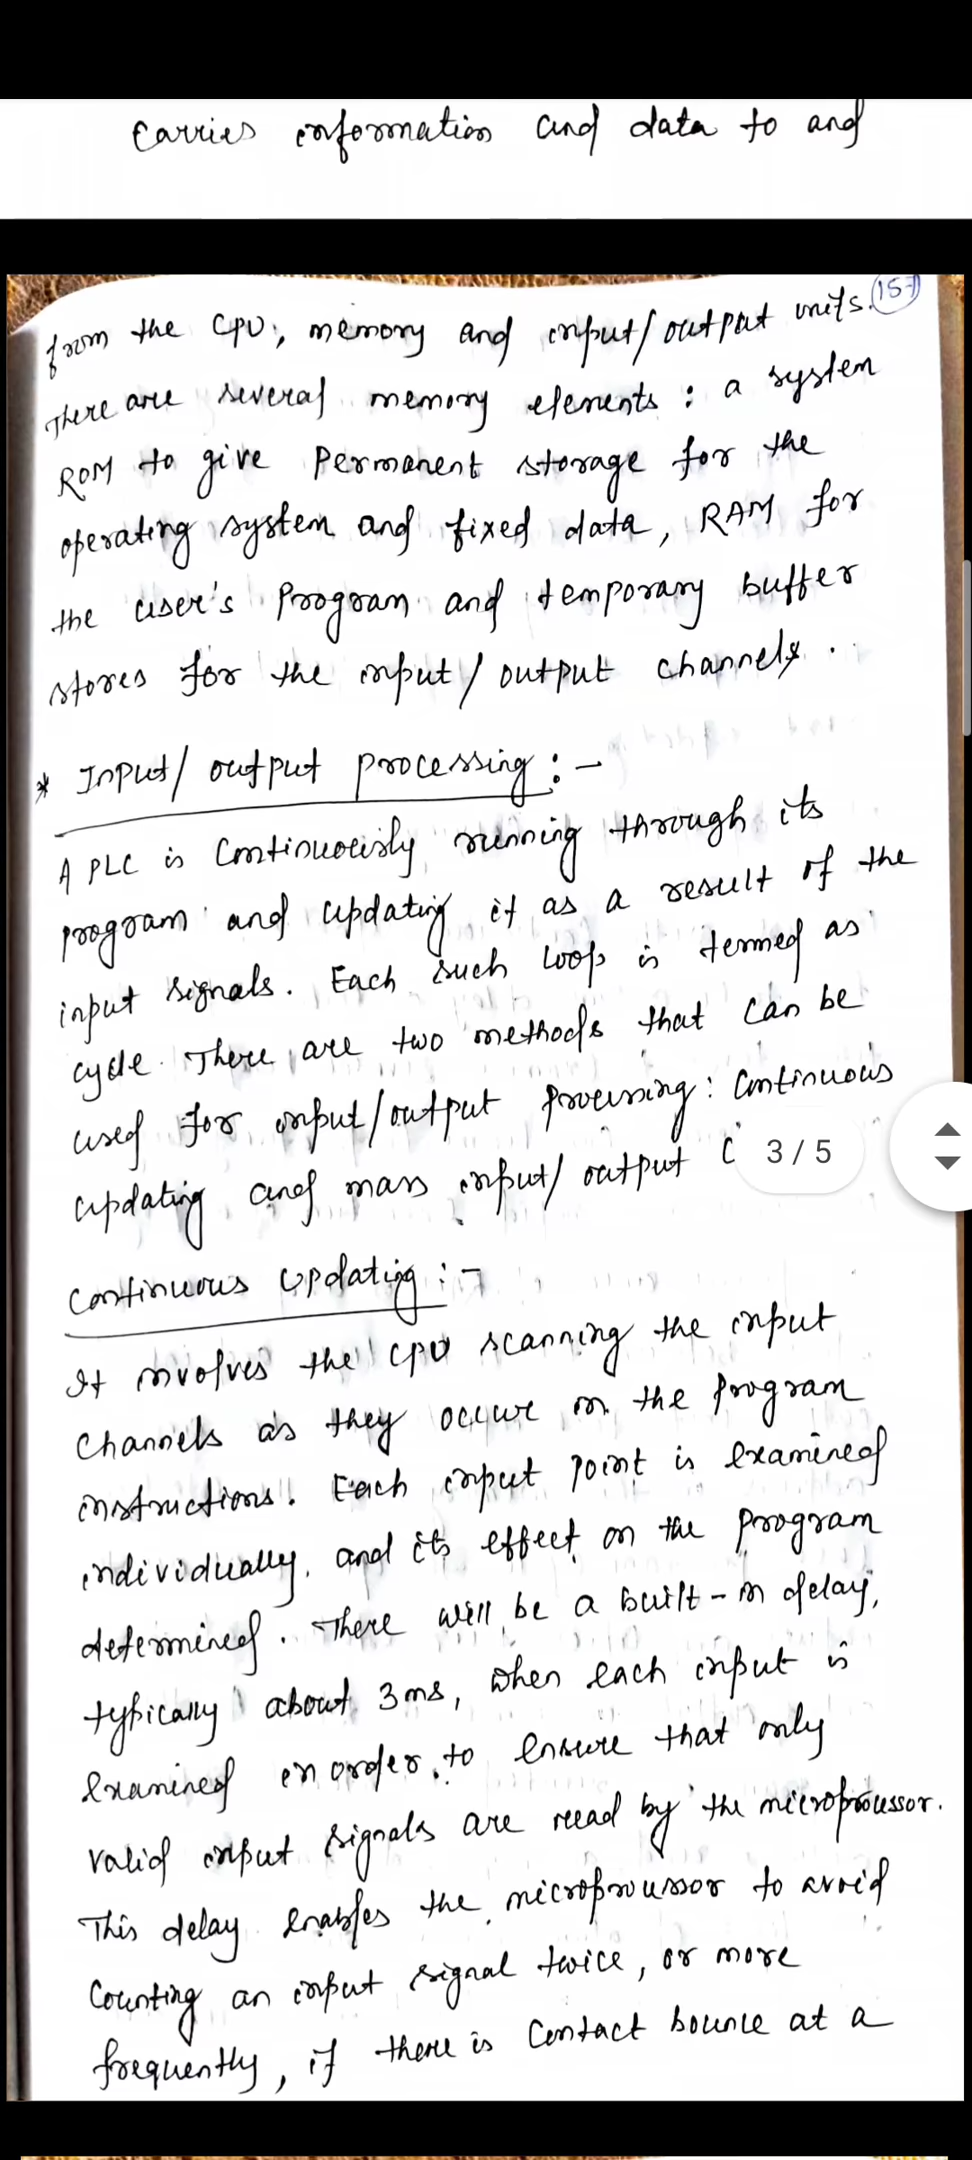 carries information and data to and
157
from the CPU, memory and input/output units.
There are several memory elements : a system
ROM to give permanent storage for the
operating system and fixed data, RAM for
the user's program and temporary buffer
stores for the input/output channels.
* Input/output processing :-
A PLC is continuously running through its
program and updating it as a result of the
input signals. Each such loop is termed as
cycle. There are two methods that can be
used for input/output processing : continuous
updating and mass input/output
3 / 5
continuous updating :-
It involves the CPU scanning the input
channels as they occur in the program
instructions. Each input point is examined
individually, and its effect on the program
determined. There will be a built-in delay,
typically about 3ms, when each input is
examined in order to ensure that only
valid input signals are read by the microprocessor.
This delay enables the microprocessor to avoid
counting an input signal twice, or more
frequently, if there is contact bounce at a